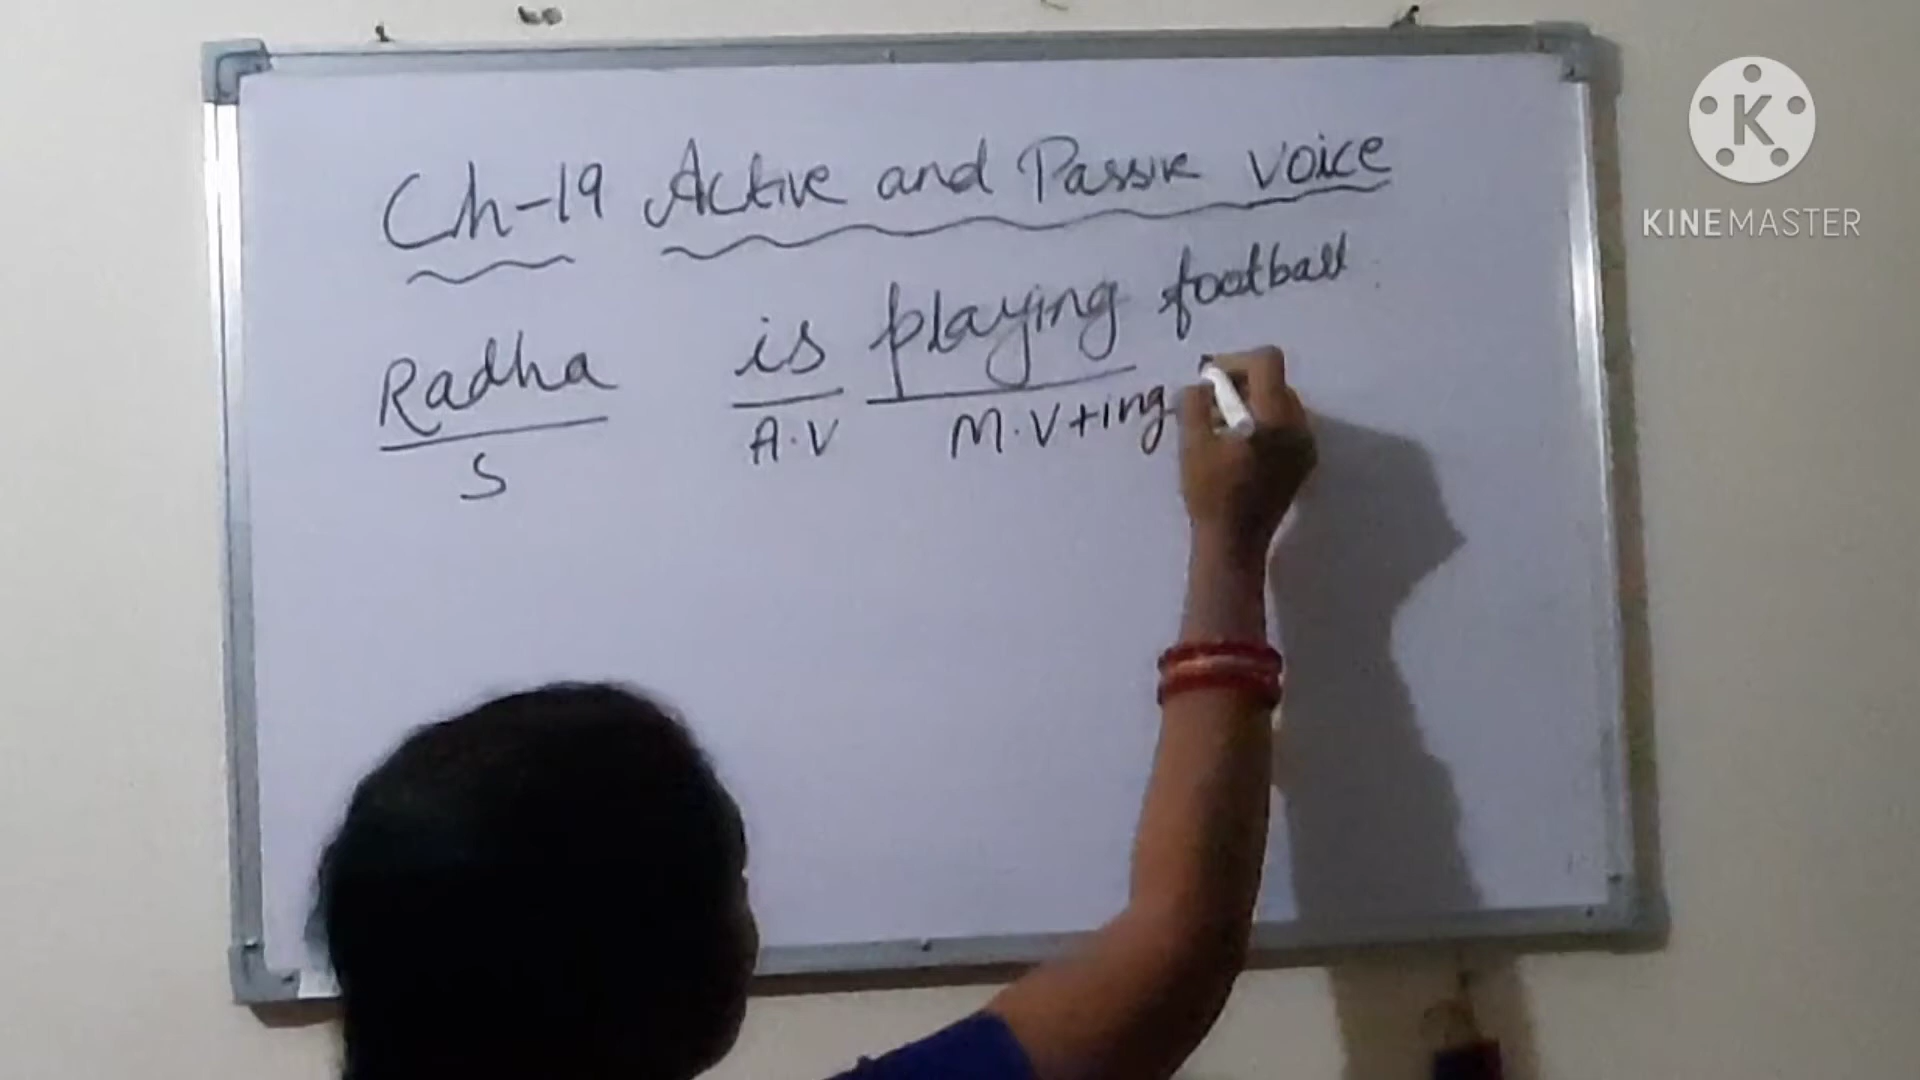 Ch-19 Active and Passive Voice
Radha is playing football.
S A.V M.V+ing
K
KINEMASTER